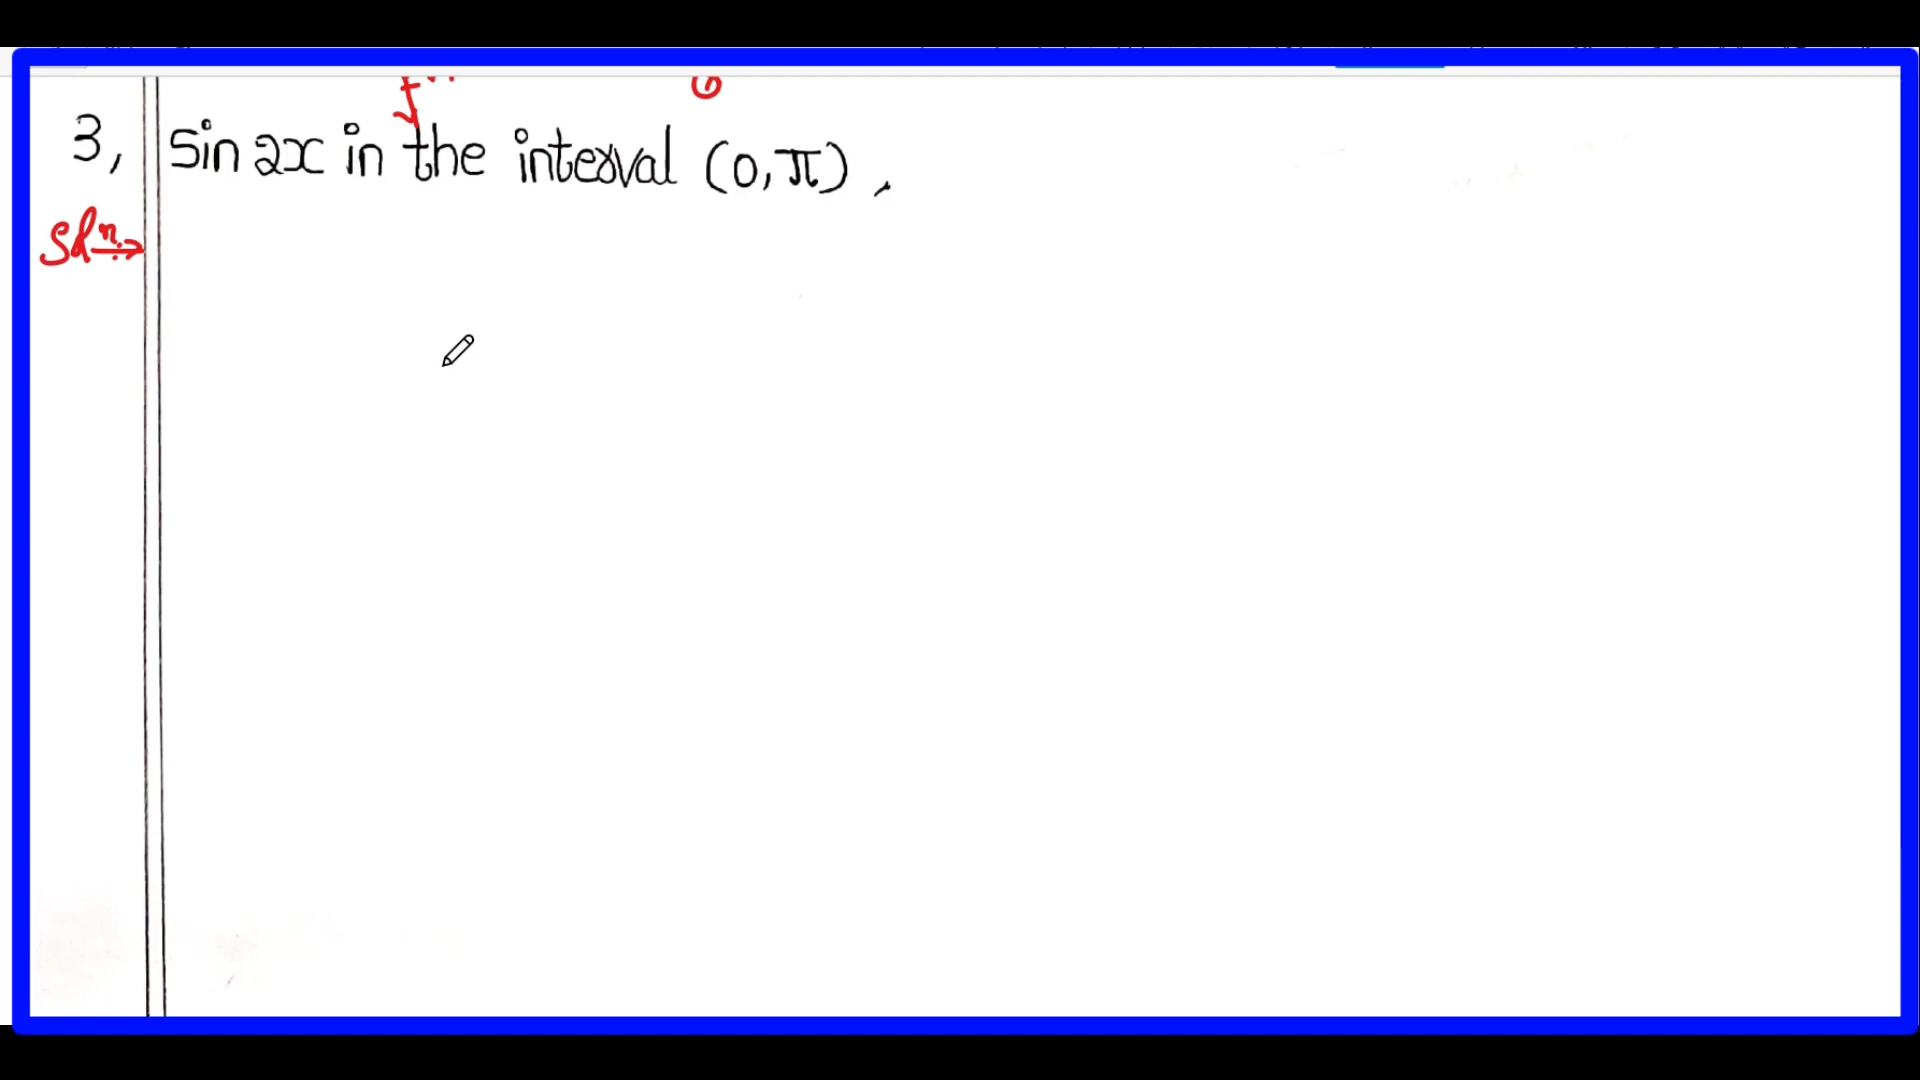 3, Sin 2x in the interval (0, π),
Solⁿ:→